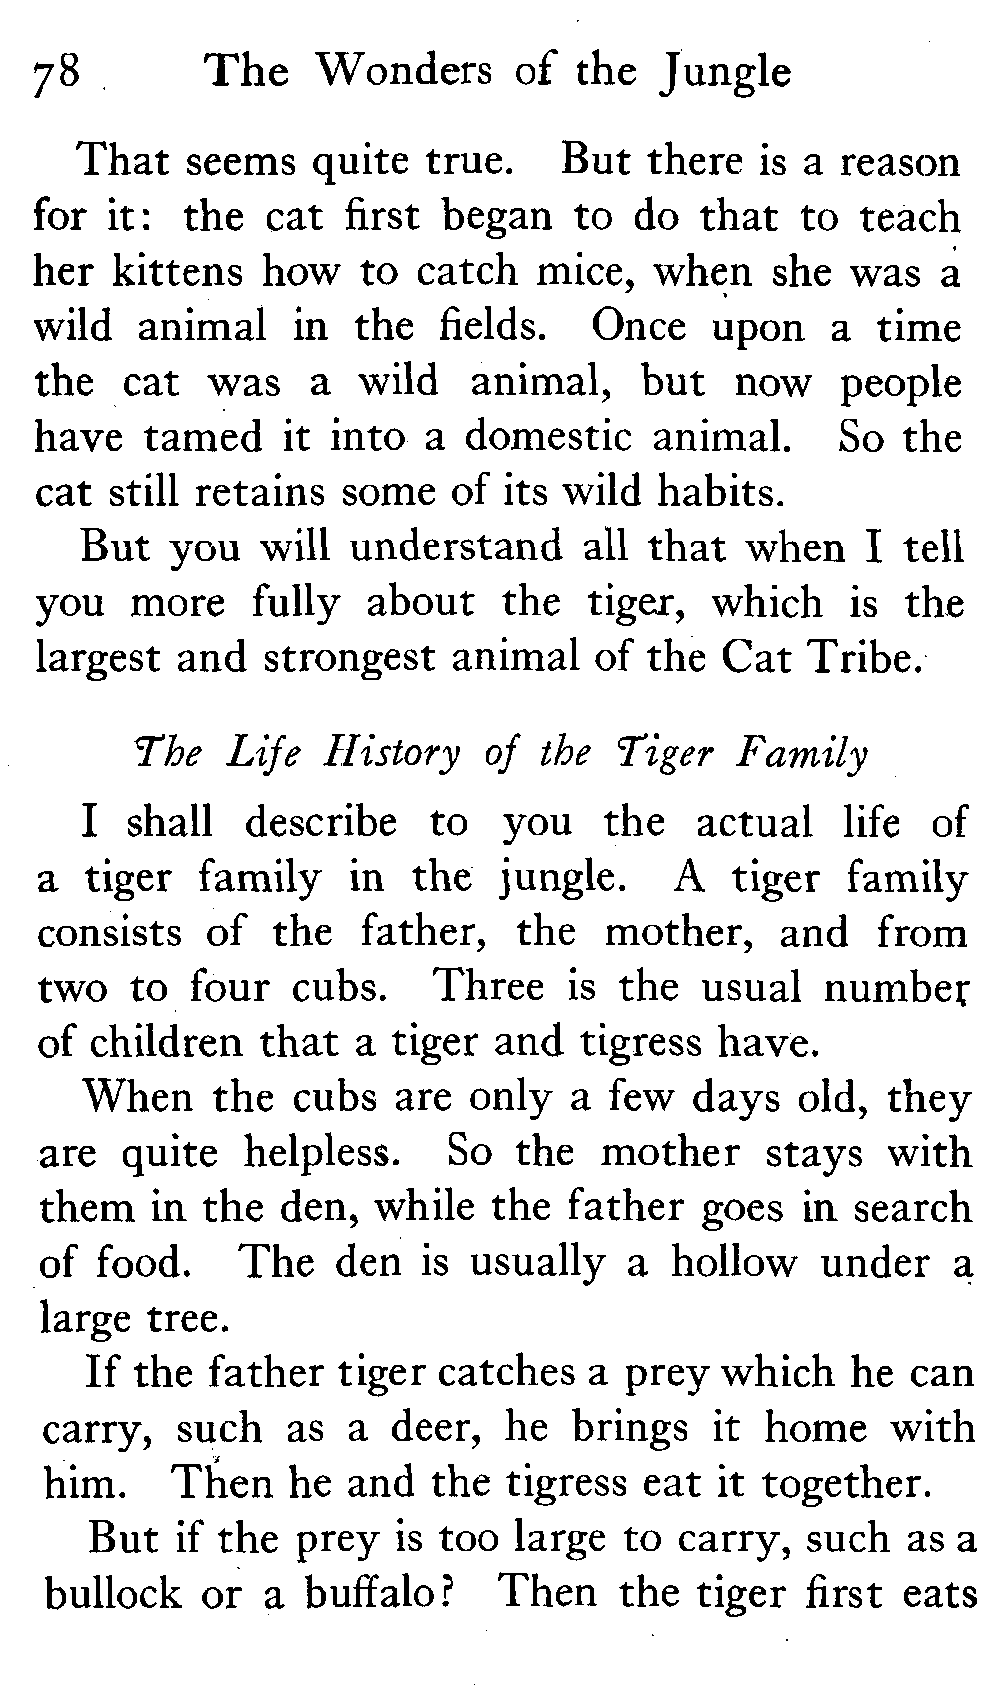 78 The Wonders of the Jungle
That seems quite true. But there is a reason
for it: the cat first began to do that to teach
her kittens how to catch mice, when she was a
wild animal in the fields. Once upon a time
the cat was a wild animal, but now people
have tamed it into a domestic animal. So the
cat still retains some of its wild habits.
But you will understand all that when I tell
you more fully about the tiger, which is the
largest and strongest animal of the Cat Tribe.
The Life History of the Tiger Family
I shall describe to you the actual life of
a tiger family in the jungle. A tiger family
consists of the father, the mother, and from
two to four cubs. Three is the usual number
of children that a tiger and tigress have.
When the cubs are only a few days old, they
are quite helpless. So the mother stays with
them in the den, while the father goes in search
of food. The den is usually a hollow under a
large tree.
If the father tiger catches a prey which he can
carry, such as a deer, he brings it home with
him. Then he and the tigress eat it together.
But if the prey is too large to carry, such as a
bullock or a buffalo? Then the tiger first eats